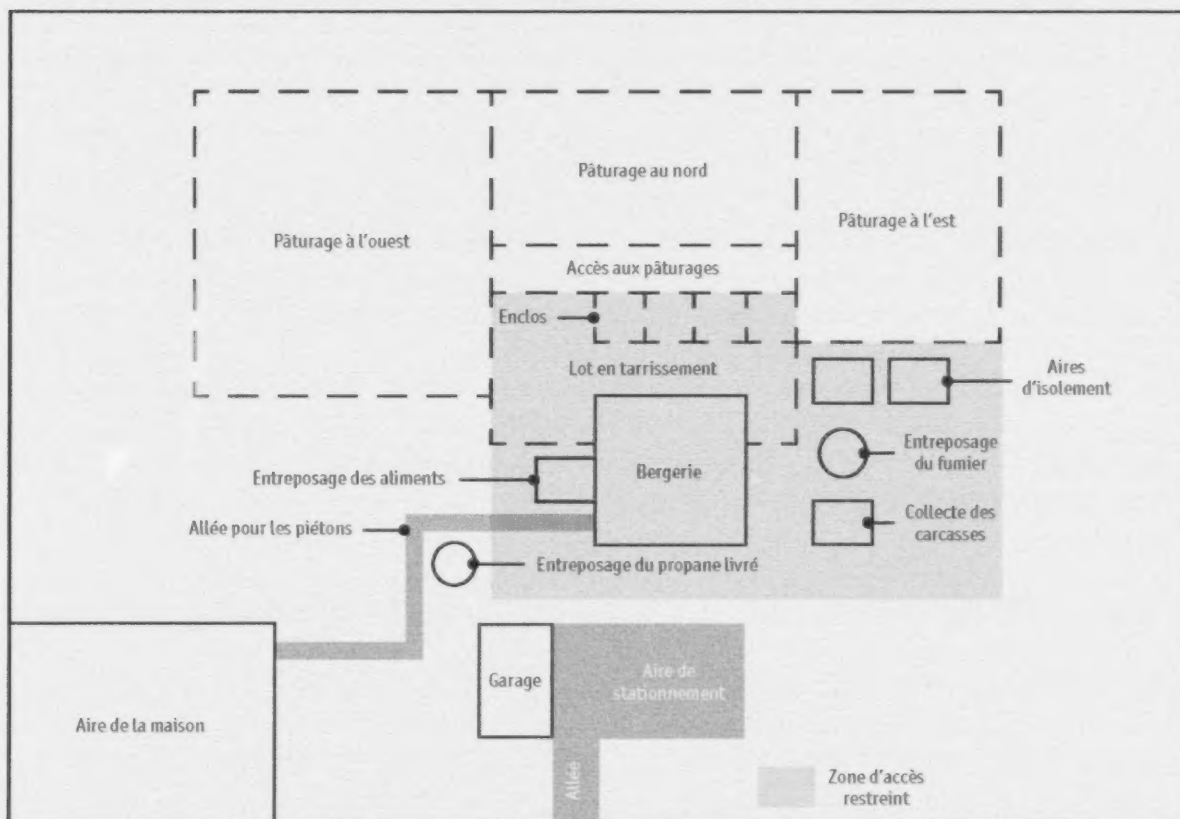 Pâturage au nord
Pâturage à l'ouest
Pâturage à l'est
Accès aux pâturages
Enclos
Lot en tarrissement
Aires
d'isolement
Entreposage
du fumier
Entreposage des aliments
Bergerie
Collecte des
carcasses
Allée pour les piétons
Entreposage du propane livré
Garage
Aire de
stationnement
Aire de la maison
Allée
Zone d'accès
restreint